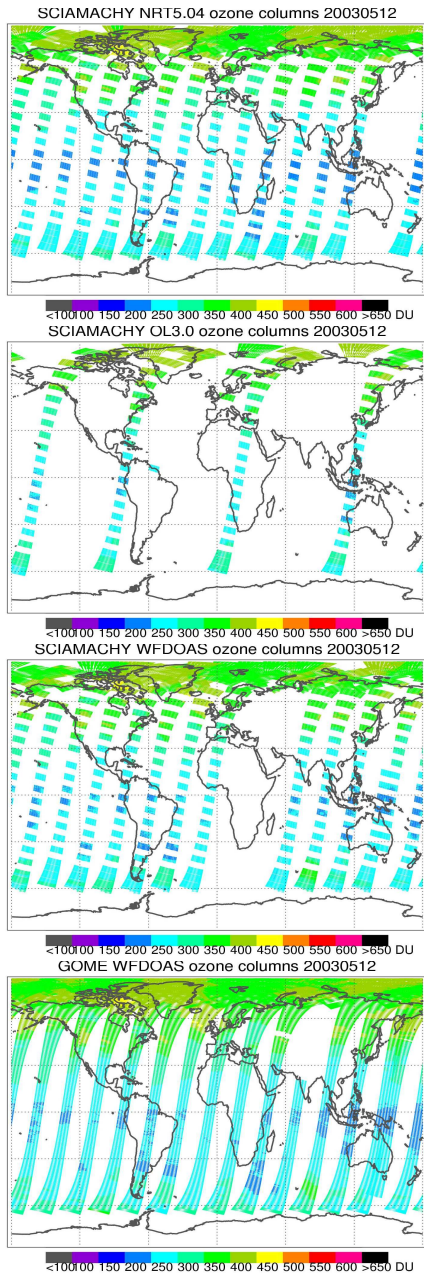 SCIAMACHY NRT5.04 ozone columns 20030512
<100 100 150 200 250 300 350 400 450 500 550 600 >650 DU
SCIAMACHY OL3.0 ozone columns 20030512
<100 100 150 200 250 300 350 400 450 500 550 600 >650 DU
SCIAMACHY WFDOAS ozone columns 20030512
<100 100 150 200 250 300 350 400 450 500 550 600 >650 DU
GOME WFDOAS ozone columns 20030512
<100 100 150 200 250 300 350 400 450 500 550 600 >650 DU